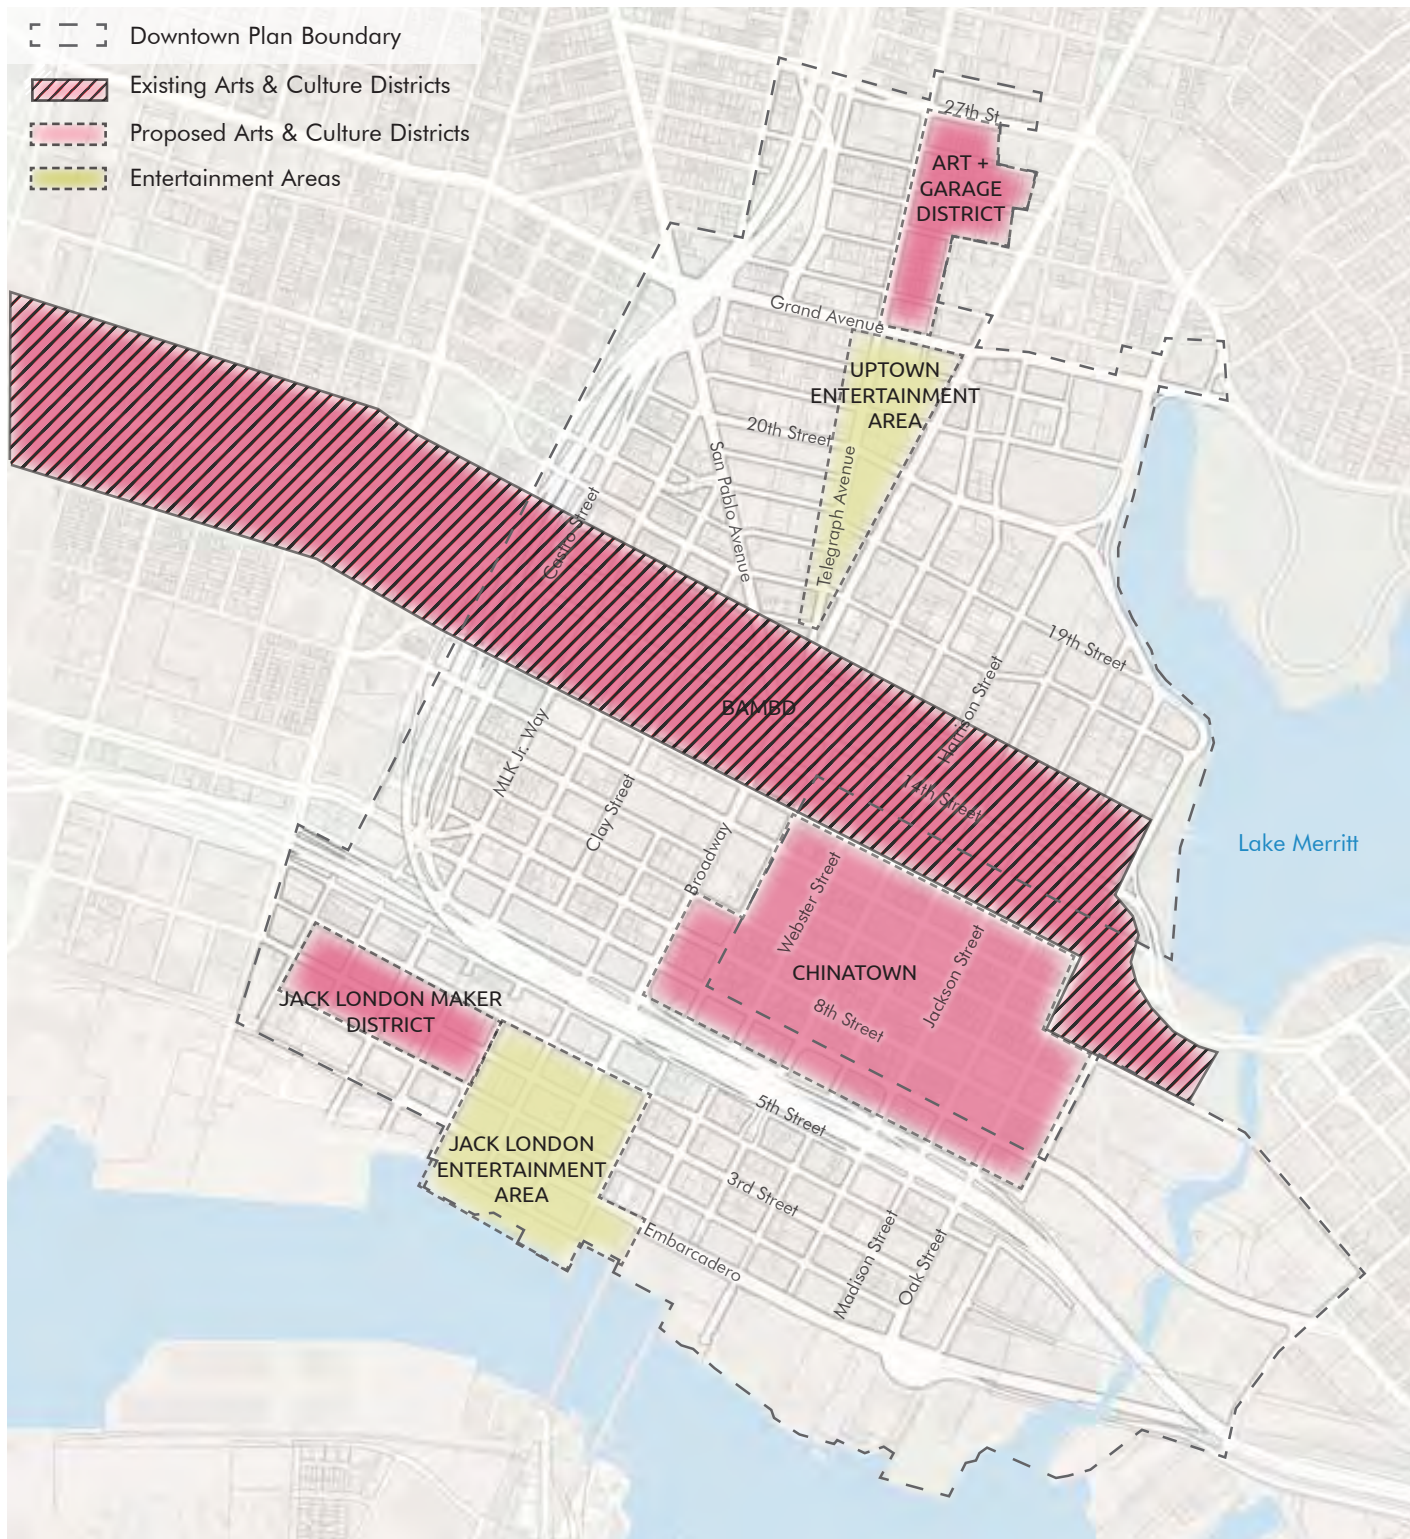 Downtown Plan Boundary
Existing Arts & Culture Districts
Proposed Arts & Culture Districts
Entertainment Areas
27th St.
ART +
GARAGE
DISTRICT
Grand Avenue
UPTOWN
ENTERTAINMENT
AREA
20th Street
San Pablo Avenue
Telegraph Avenue
Castro Street
19th Street
Harrison Street
BAMBD
MLK Jr. Way
14th Street
Clay Street
Broadway
Lake Merritt
Webster Street
Jackson Street
CHINATOWN
8th Street
JACK LONDON MAKER
DISTRICT
5th Street
JACK LONDON
ENTERTAINMENT
AREA
3rd Street
Embarcadero
Madison Street
Oak Street